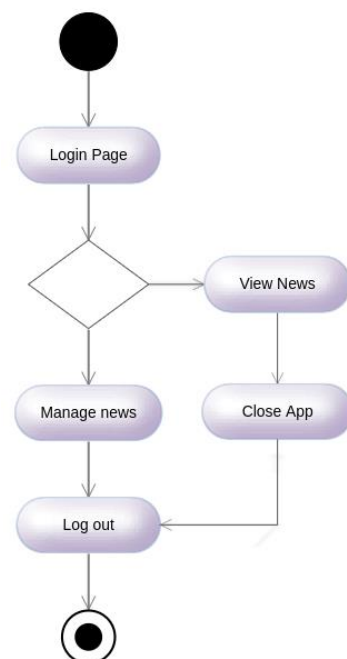 Login Page
View News
Manage news
Close App
Log out